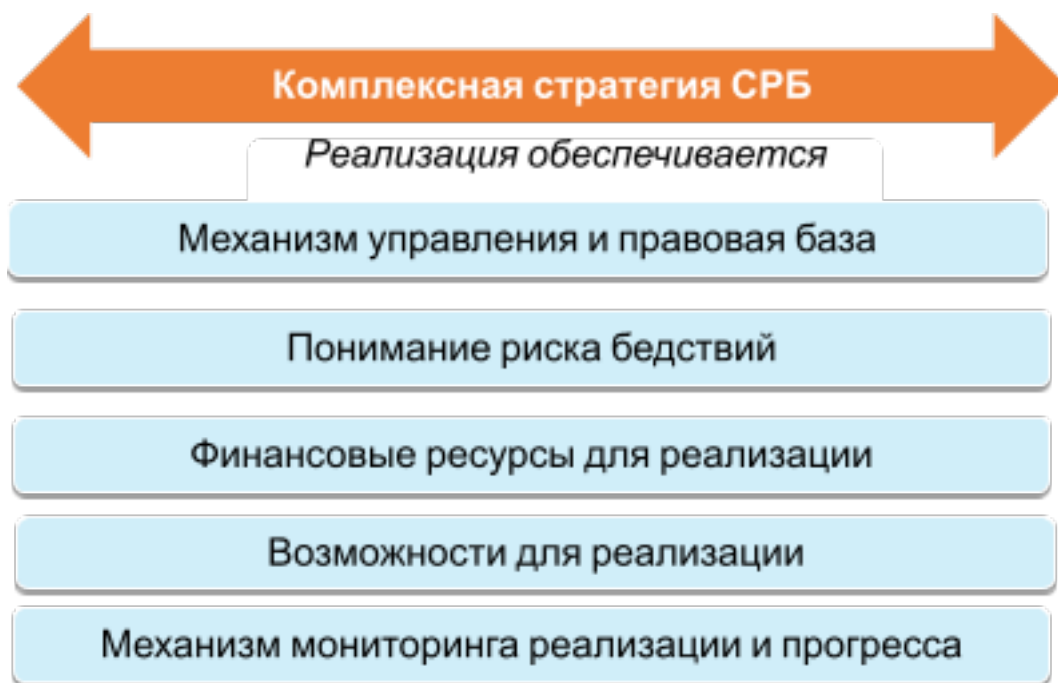 Комплексная стратегия СРБ
Реализация обеспечивается
Механизм управления и правовая база
Понимание риска бедствий
Финансовые ресурсы для реализации
Возможности для реализации
Механизм мониторинга реализации и прогресса